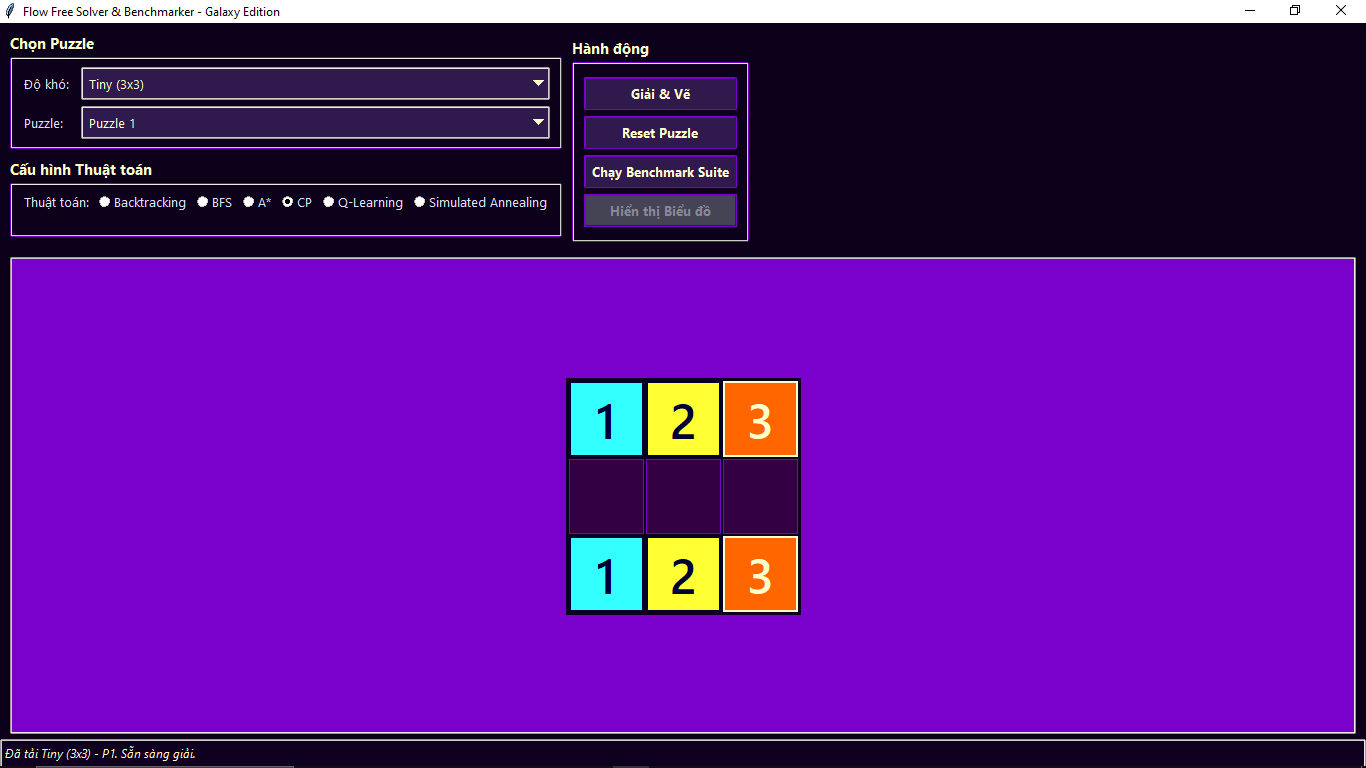 Flow Free Solver & Benchmarker - Galaxy Edition
Chọn Puzzle
Độ khó: Tiny (3x3)
Puzzle: Puzzle 1
Cấu hình Thuật toán
Thuật toán: Backtracking BFS A* CP Q-Learning Simulated Annealing
Hành động
Giải & Vẽ
Reset Puzzle
Chạy Benchmark Suite
Hiển thị Biểu đồ
1 2 3
1 2 3
Đã tải Tiny (3x3) - P1. Sẵn sàng giải.